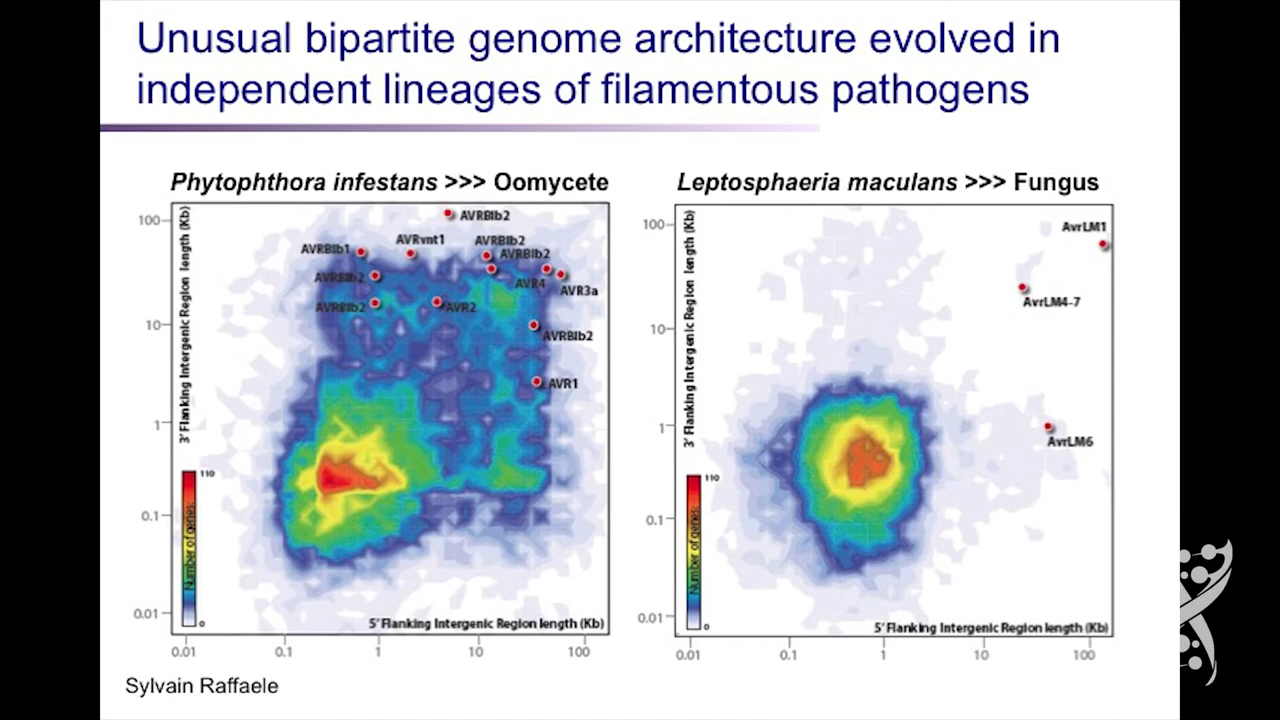 Unusual bipartite genome architecture evolved in
independent lineages of filamentous pathogens
Phytophthora infestans >>> Oomycete
3' Flanking Intergenic Region length (Kb)
100
10
1
0.1
0.01
AVRBlb2
AVRBlb1
AVRvnt1
AVRBlb2
AVRBlb2
AVRBlb2
AVR4
AVR3a
AVRBlb2
AVR2
AVRBlb2
AVR1
110
Number of genes:
0
5' Flanking Intergenic Region length (Kb)
0.01 0.1 1 10 100
Leptosphaeria maculans >>> Fungus
3' Flanking Intergenic Region length (Kb)
100
10
1
0.1
0.01
AvrLM1
AvrLM4-7
AvrLM6
110
Number of genes:
0
5' Flanking Intergenic Region length (Kb)
0.01 0.1 1 10 100
Sylvain Raffaele